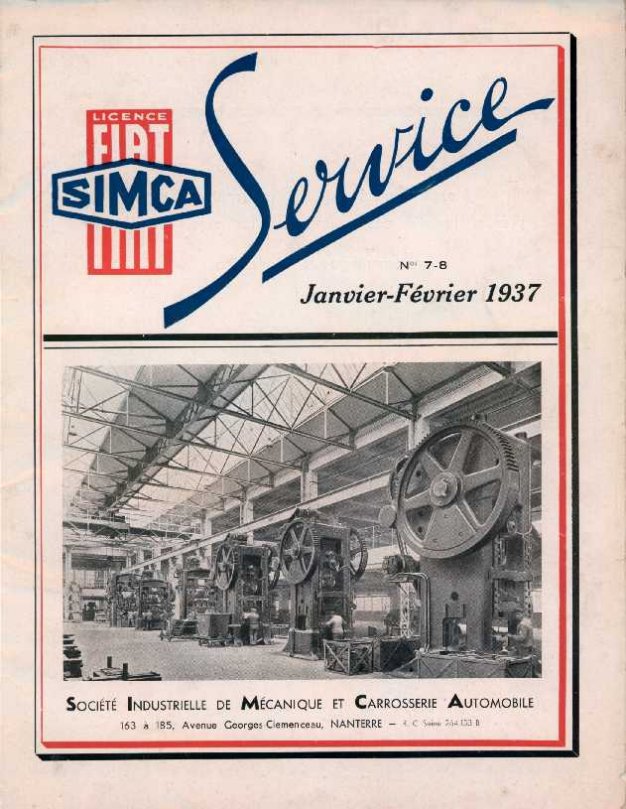 LICENCE
FIAT
SIMCA
Service
Nos 7-8
Janvier-Février 1937
SOCIÉTÉ INDUSTRIELLE DE MÉCANIQUE ET CARROSSERIE AUTOMOBILE
163 à 185, Avenue Georges-Clemenceau, NANTERRE — R. C. Seine